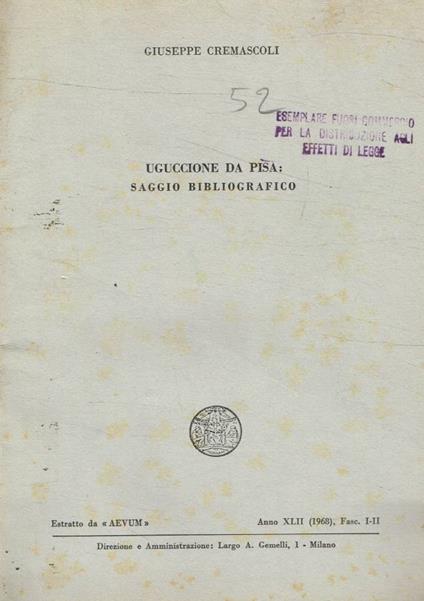 GIUSEPPE CREMASCOLI
52
ESEMPLARE FUORI COMMERCIO
PER LA DISTRIBUZIONE AGLI
EFFETTI DI LEGGE
UGUCCIONE DA PISA:
SAGGIO BIBLIOGRAFICO
Estratto da « AEVUM » Anno XLII (1968), Fasc. I-II
Direzione e Amministrazione: Largo A. Gemelli, 1 - Milano